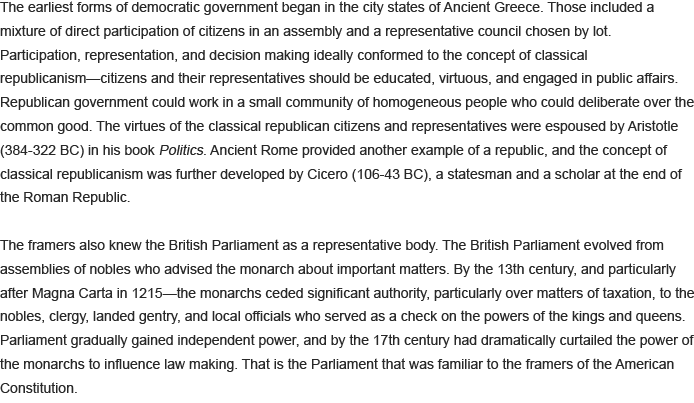 The earliest forms of democratic government began in the city states of Ancient Greece. Those included a
mixture of direct participation of citizens in an assembly and a representative council chosen by lot.
Participation, representation, and decision making ideally conformed to the concept of classical
republicanism—citizens and their representatives should be educated, virtuous, and engaged in public affairs.
Republican government could work in a small community of homogeneous people who could deliberate over the
common good. The virtues of the classical republican citizens and representatives were espoused by Aristotle
(384-322 BC) in his book Politics. Ancient Rome provided another example of a republic, and the concept of
classical republicanism was further developed by Cicero (106-43 BC), a statesman and a scholar at the end of
the Roman Republic.
The framers also knew the British Parliament as a representative body. The British Parliament evolved from
assemblies of nobles who advised the monarch about important matters. By the 13th century, and particularly
after Magna Carta in 1215—the monarchs ceded significant authority, particularly over matters of taxation, to the
nobles, clergy, landed gentry, and local officials who served as a check on the powers of the kings and queens.
Parliament gradually gained independent power, and by the 17th century had dramatically curtailed the power of
the monarchs to influence law making. That is the Parliament that was familiar to the framers of the American
Constitution.